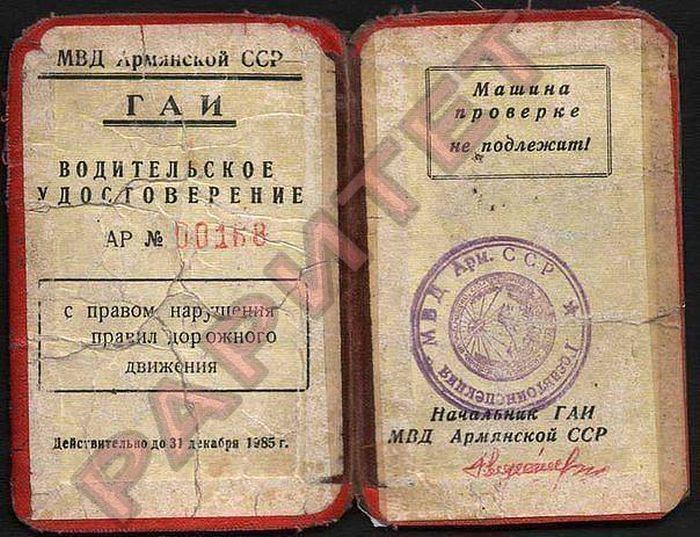 МВД Армянской ССР
ГАИ
ВОДИТЕЛЬСКОЕ
УДОСТОВЕРЕНИЕ
АР № 00168
с правом нарушения
правил дорожного
движения
Действительно до 31 декабря 1985 г.
Машина
проверке
не подлежит!
МВД Арм. ССР
Госавтоинспекция
Начальник ГАИ
МВД Армянской ССР
РАРИТЕТ